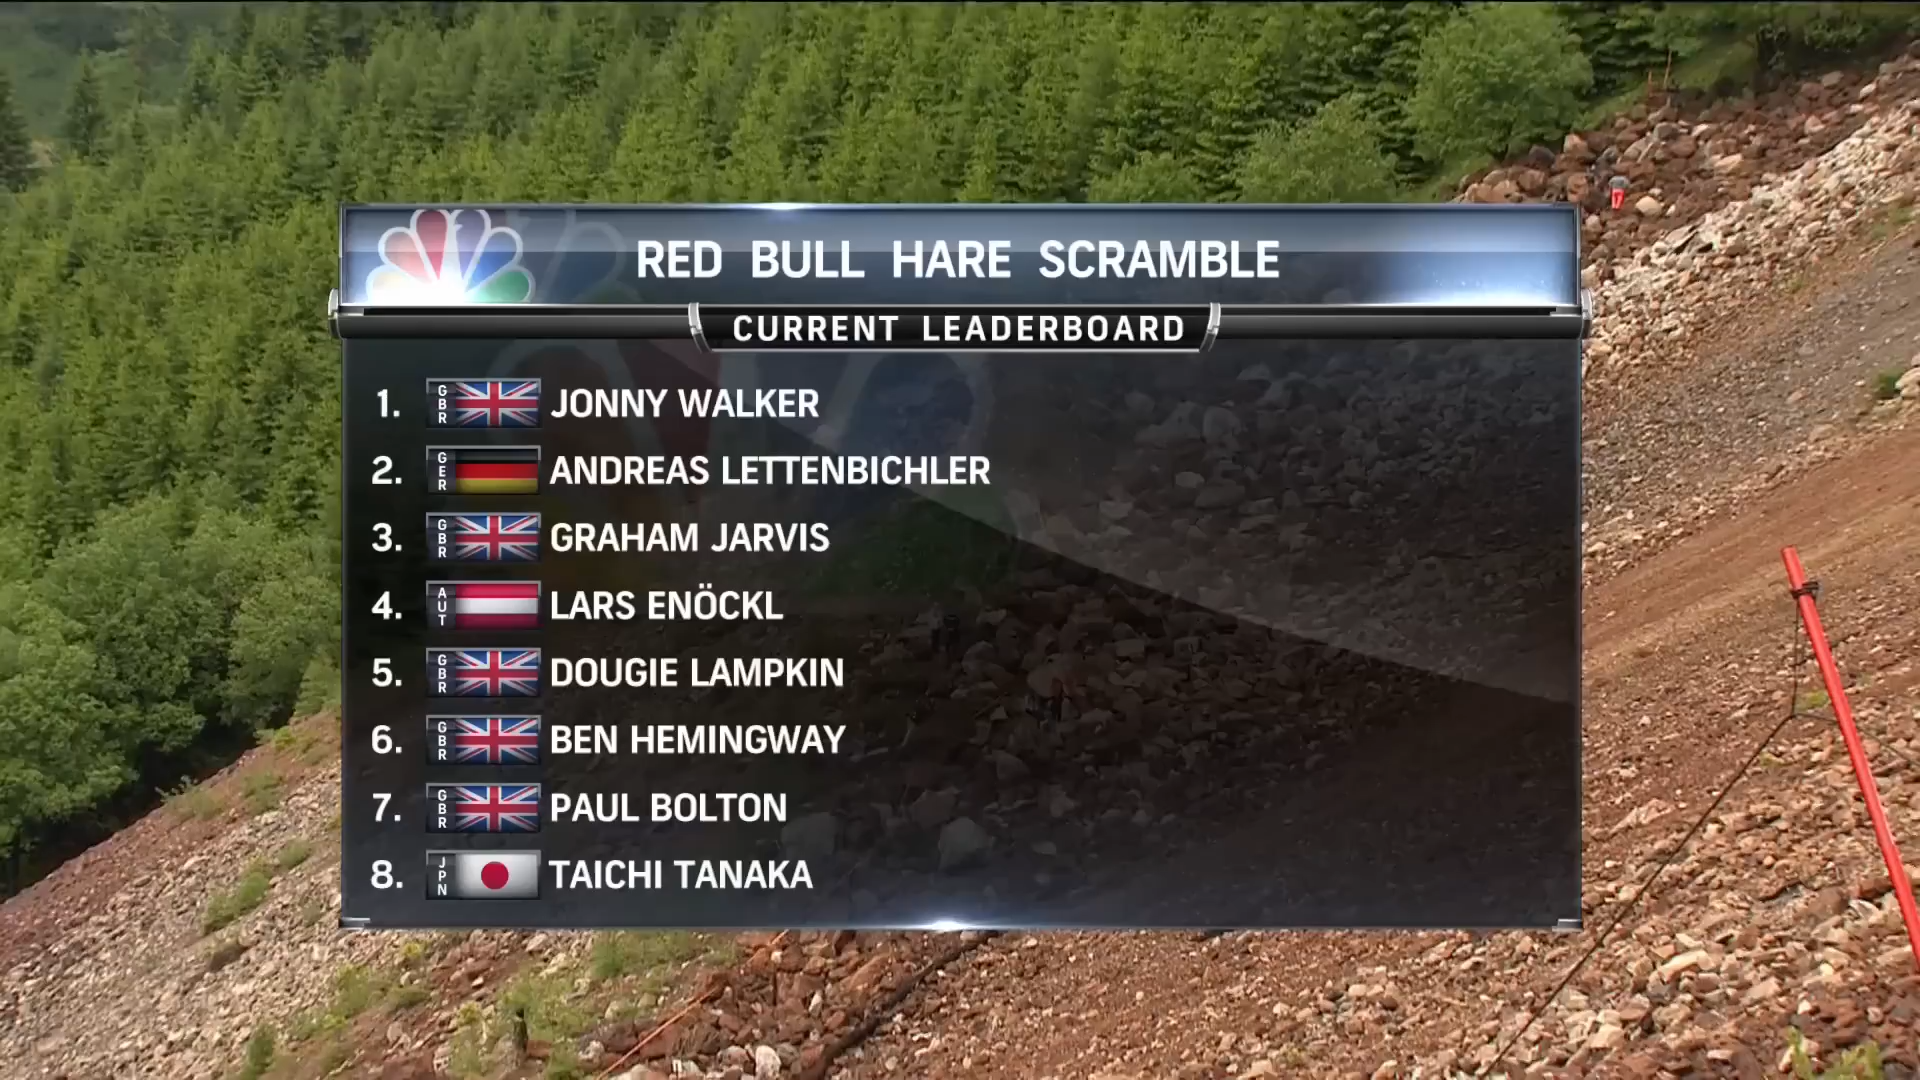 RED BULL HARE SCRAMBLE
CURRENT LEADERBOARD
1. GBR JONNY WALKER
2. GER ANDREAS LETTENBICHLER
3. GBR GRAHAM JARVIS
4. AUT LARS ENÖCKL
5. GBR DOUGIE LAMPKIN
6. GBR BEN HEMINGWAY
7. GBR PAUL BOLTON
8. JPN TAICHI TANAKA